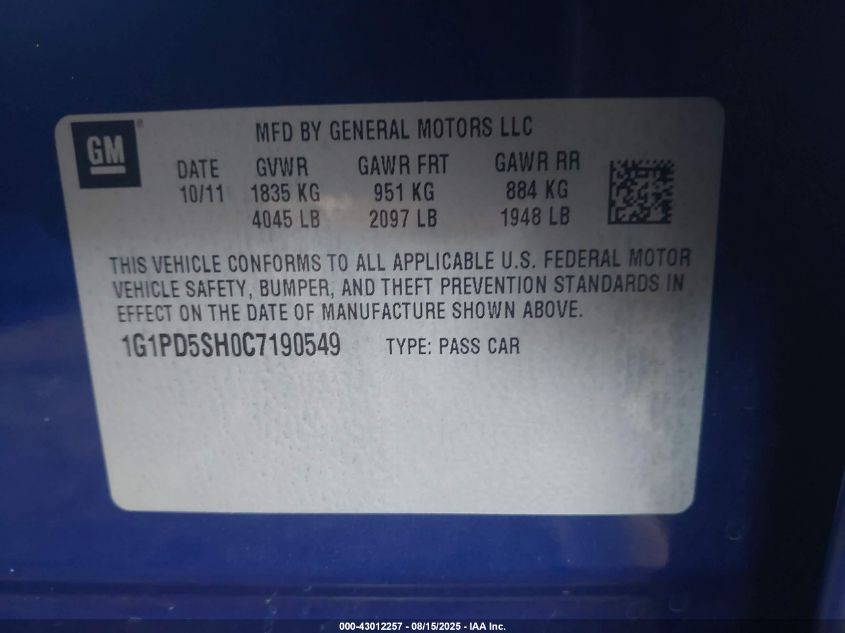 GM
MFD BY GENERAL MOTORS LLC
DATE GVWR GAWR FRT GAWR RR
10/11 1835 KG 951 KG 884 KG
4045 LB 2097 LB 1948 LB
THIS VEHICLE CONFORMS TO ALL APPLICABLE U.S. FEDERAL MOTOR
VEHICLE SAFETY, BUMPER, AND THEFT PREVENTION STANDARDS IN
EFFECT ON THE DATE OF MANUFACTURE SHOWN ABOVE.
1G1PD5SH0C7190549 TYPE: PASS CAR
000-43012257 - 08/15/2025 - IAA Inc.